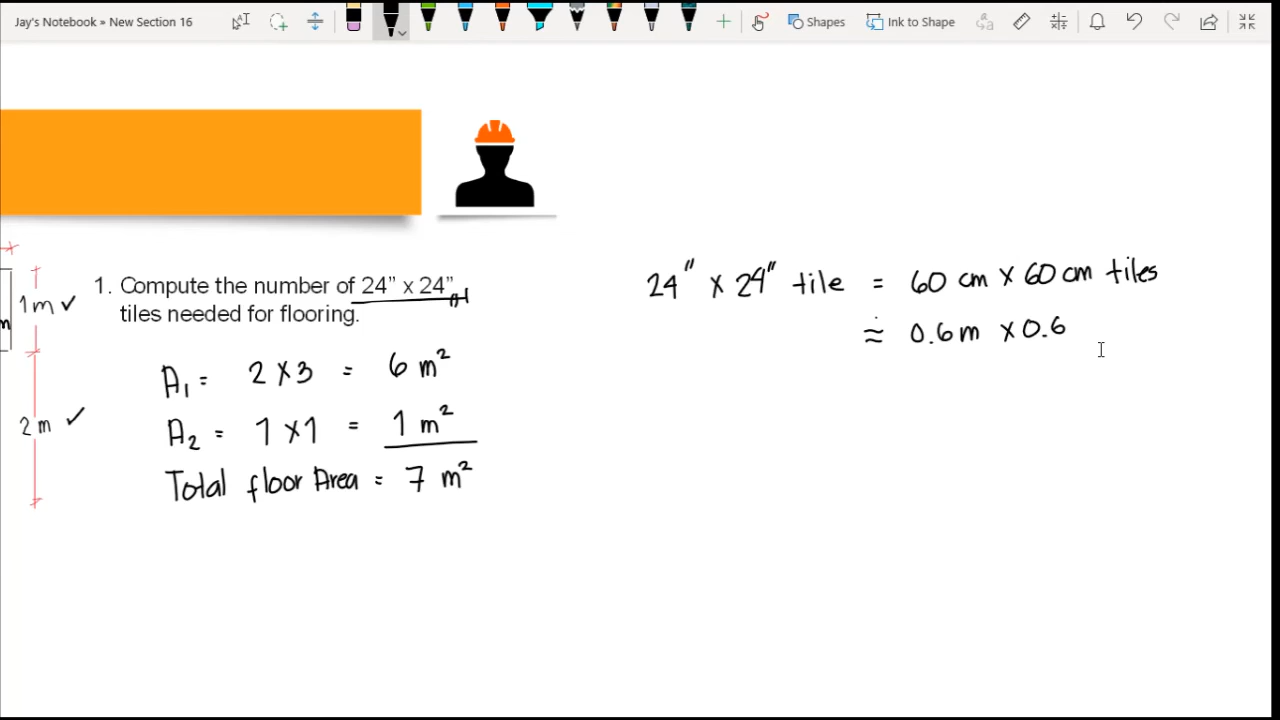 Jay's Notebook » New Section 16
Shapes
Ink to Shape
1m ✓
2m ✓
1. Compute the number of 24" x 24"
tiles needed for flooring.
A₁ = 2 x 3 = 6 m²
A₂ = 1 x 1 = 1 m²
Total floor Area = 7 m²
24" x 24" tile = 60 cm x 60 cm tiles
≈ 0.6m x 0.6